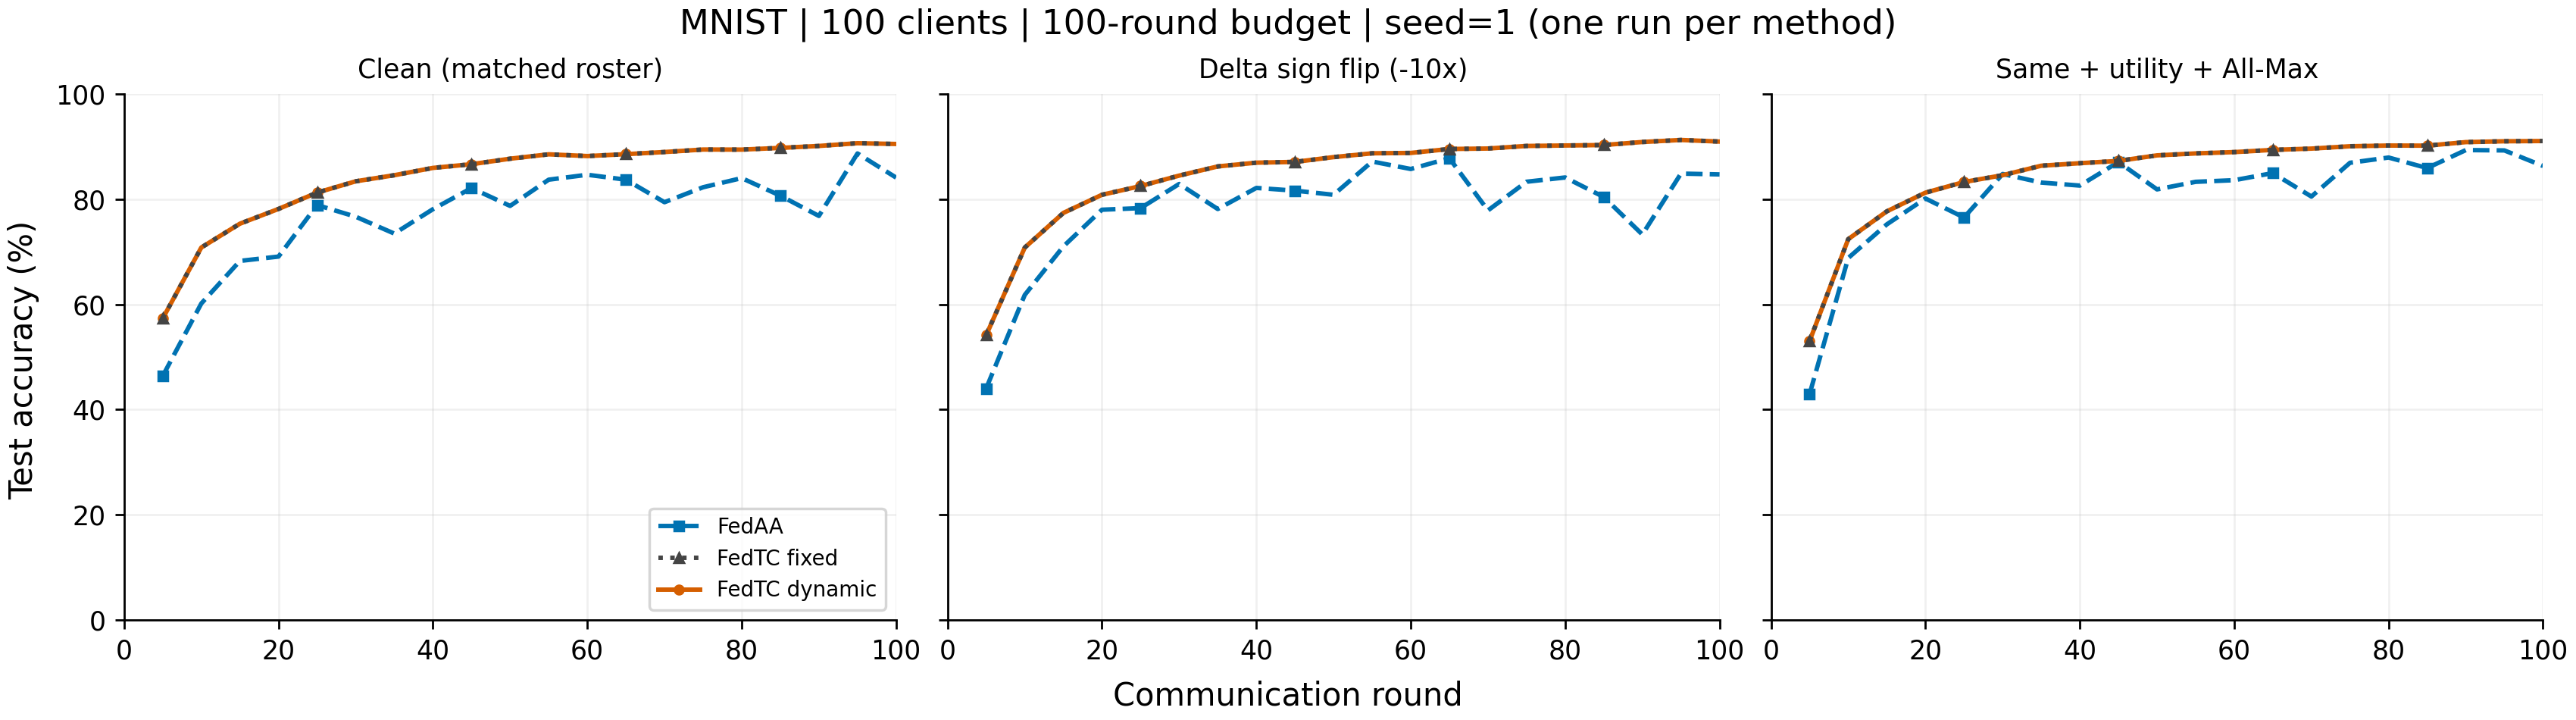 MNIST | 100 clients | 100-round budget | seed=1 (one run per method)
Clean (matched roster)
Delta sign flip (-10x)
Same + utility + All-Max
Test accuracy (%)
100
80
60
40
20
0
FedAA
FedTC fixed
FedTC dynamic
0 20 40 60 80 100
0 20 40 60 80 100
0 20 40 60 80 100
Communication round